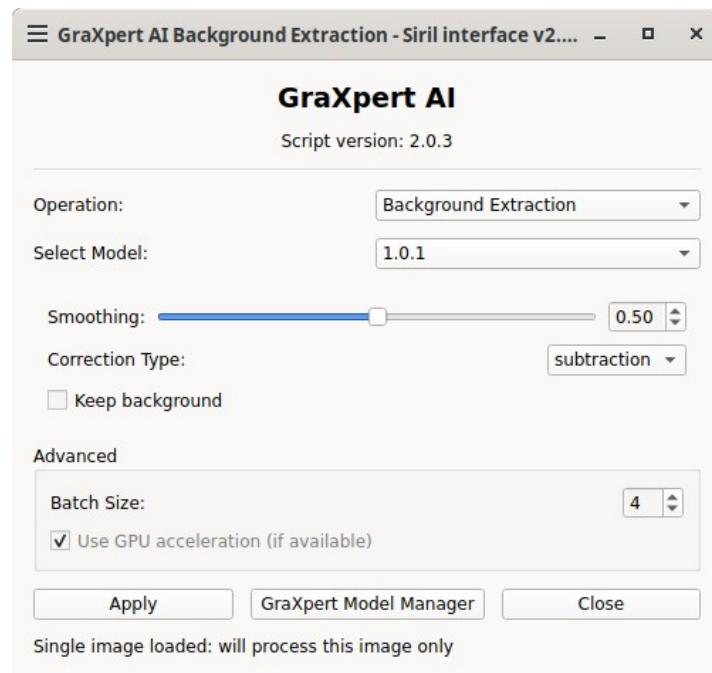 GraXpert AI Background Extraction - Siril interface v2....
GraXpert AI
Script version: 2.0.3
Operation: Background Extraction
Select Model: 1.0.1
Smoothing: 0.50
Correction Type: subtraction
Keep background
Advanced
Batch Size: 4
Use GPU acceleration (if available)
Apply GraXpert Model Manager Close
Single image loaded: will process this image only